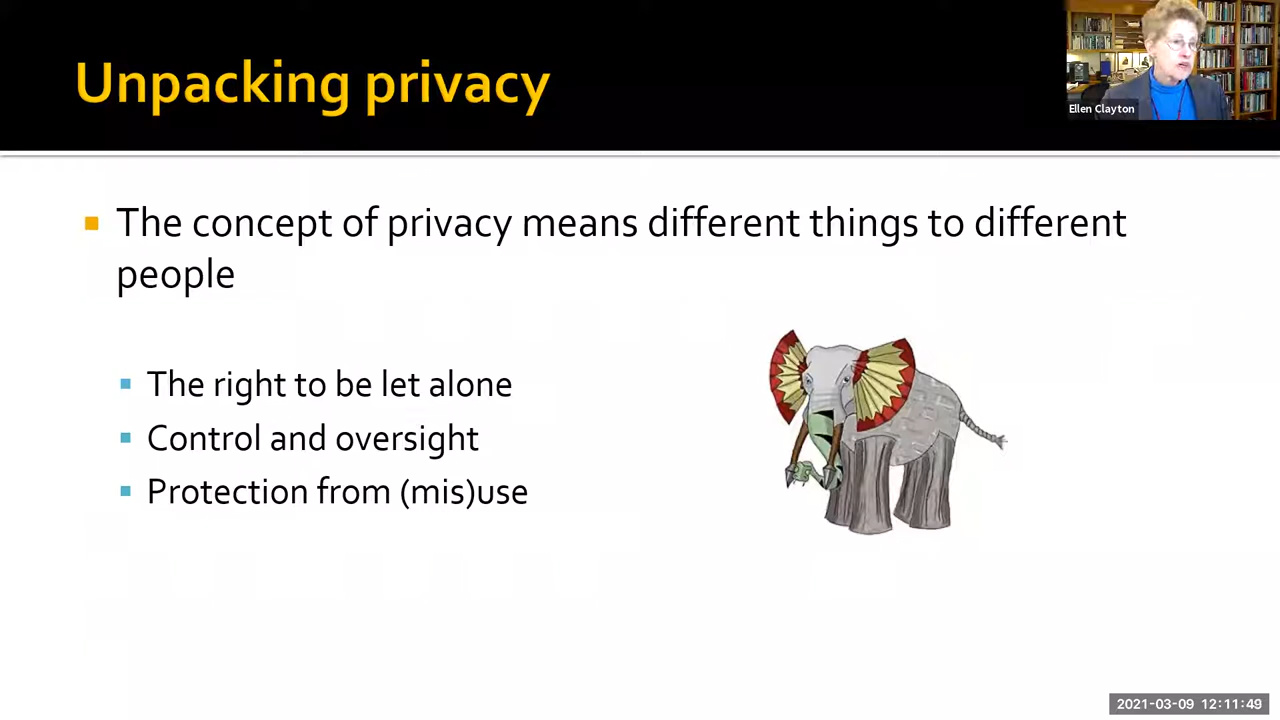 Unpacking privacy
Ellen Clayton
The concept of privacy means different things to different
people
The right to be let alone
Control and oversight
Protection from (mis)use
2021-03-09 12:11:49